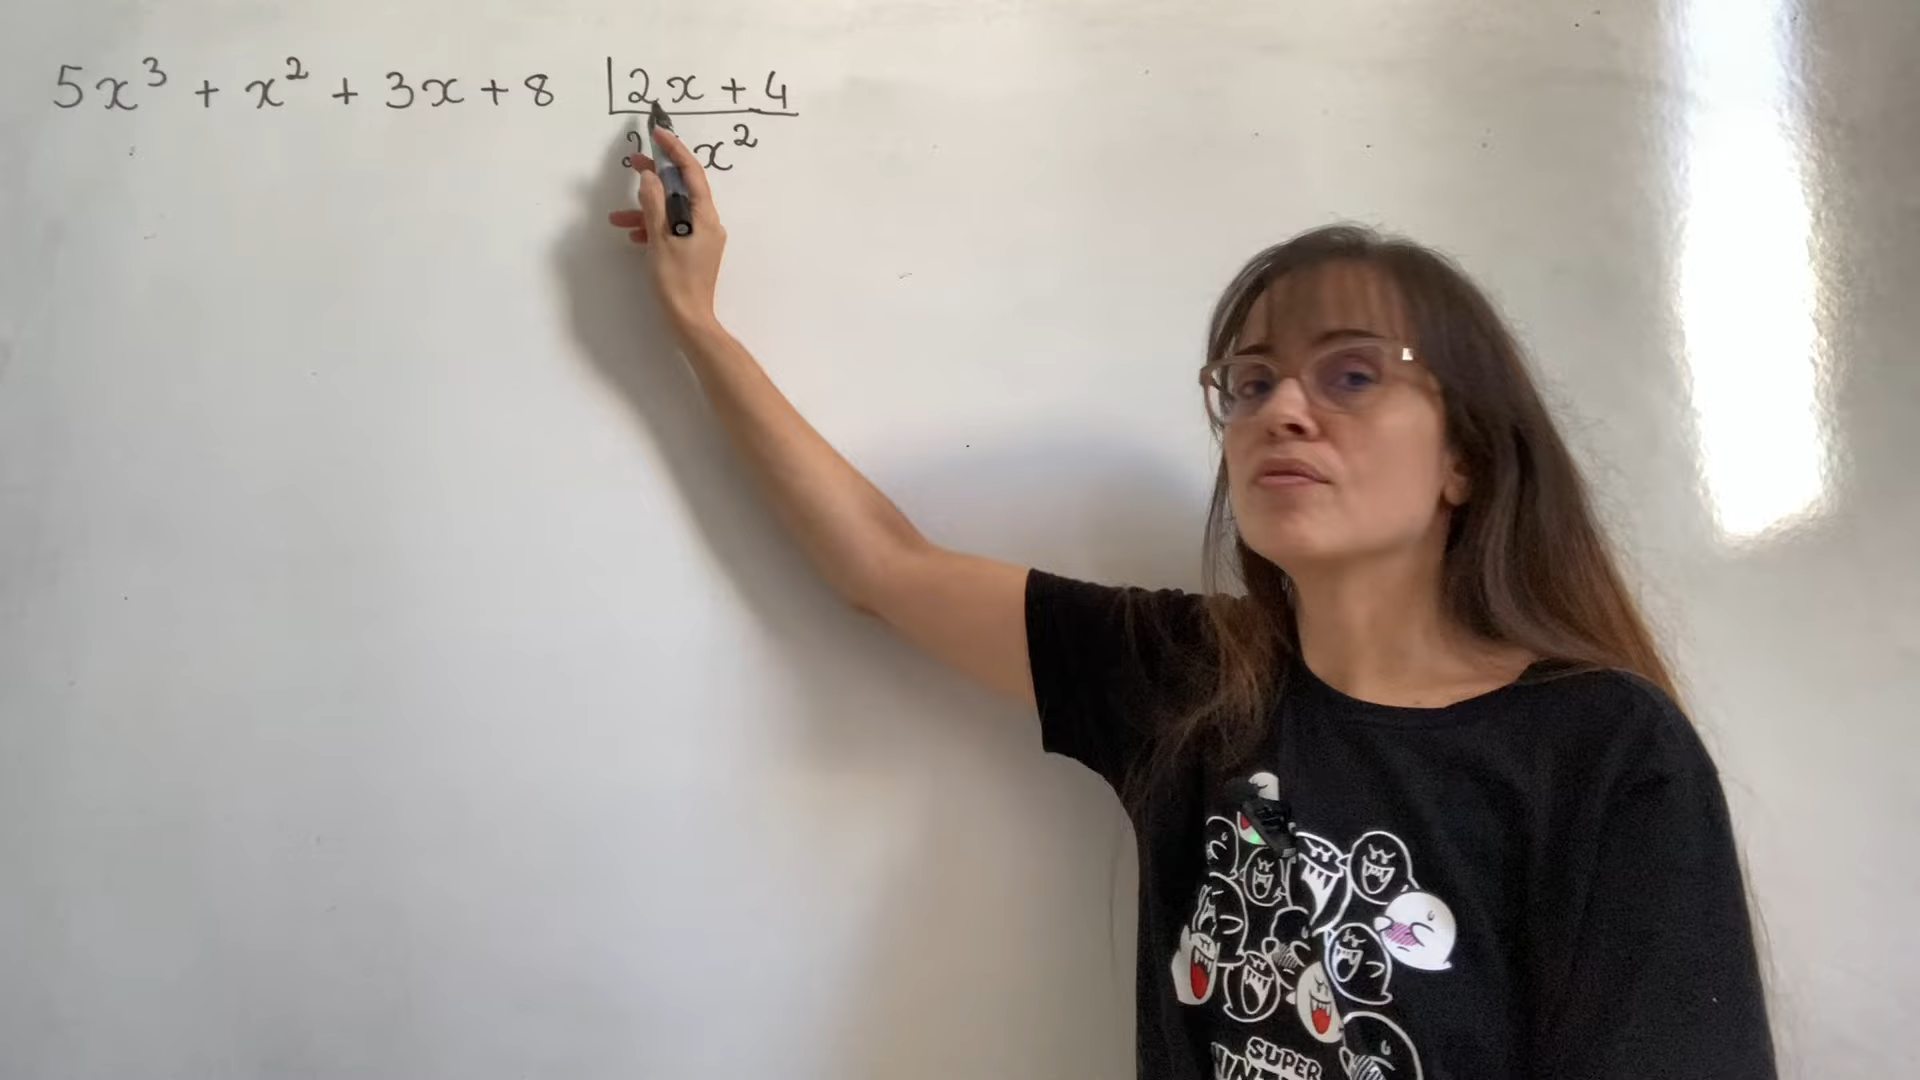 5x³ + x² + 3x + 8 |2x + 4
x²
SUPER